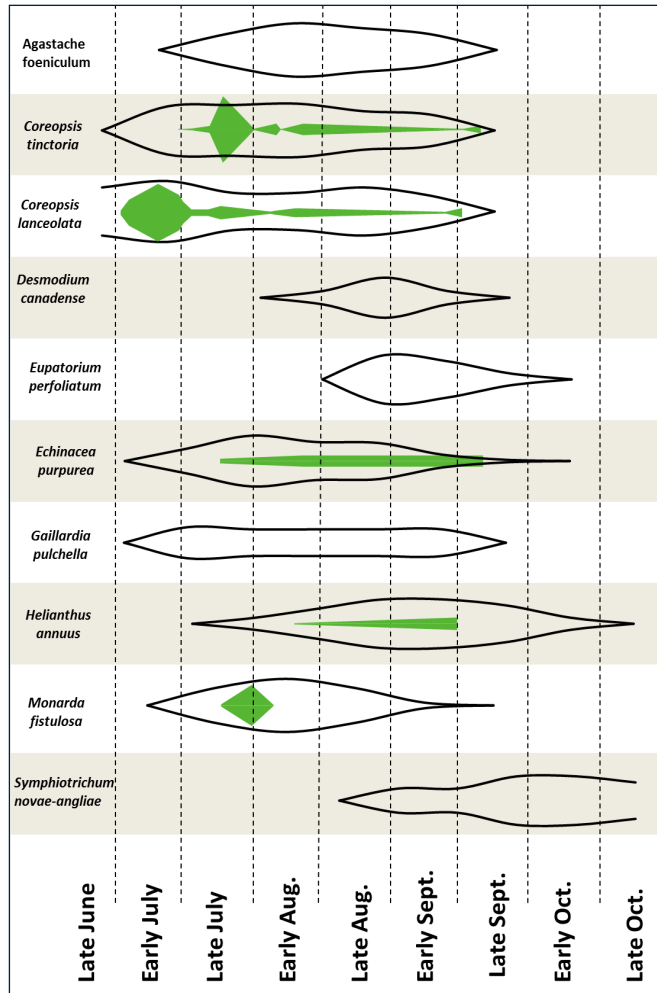 Agastache
foeniculum
Coreopsis
tinctoria
Coreopsis
lanceolata
Desmodium
canadense
Eupatorium
perfoliatum
Echinacea
purpurea
Gaillardia
pulchella
Helianthus
annuus
Monarda
fistulosa
Symphiotrichum
novae-angliae
Late June
Early July
Late July
Early Aug.
Late Aug.
Early Sept.
Late Sept.
Early Oct.
Late Oct.